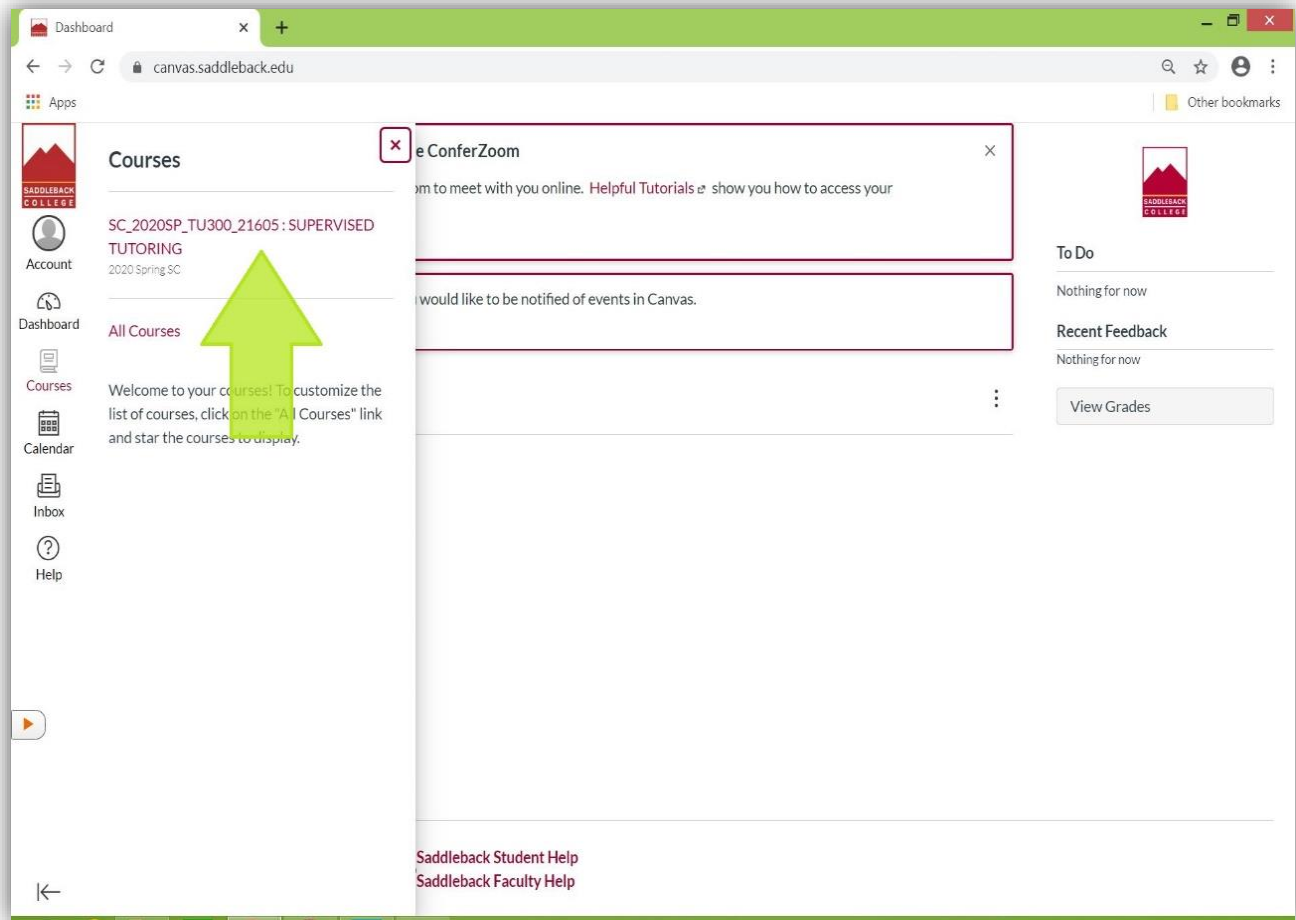 Dashboard
canvas.saddleback.edu
Apps
Other bookmarks
SADDLEBACK
COLLEGE
Account
Dashboard
Courses
Calendar
Inbox
Help
Courses
SC_2020SP_TU300_21605 : SUPERVISED
TUTORING
2020 Spring SC
All Courses
Welcome to your courses! To customize the
list of courses, click on the "All Courses" link
and star the courses to display.
e ConferZoom
om to meet with you online. Helpful Tutorials show you how to access your
would like to be notified of events in Canvas.
Saddleback Student Help
Saddleback Faculty Help
SADDLEBACK
COLLEGE
To Do
Nothing for now
Recent Feedback
Nothing for now
View Grades